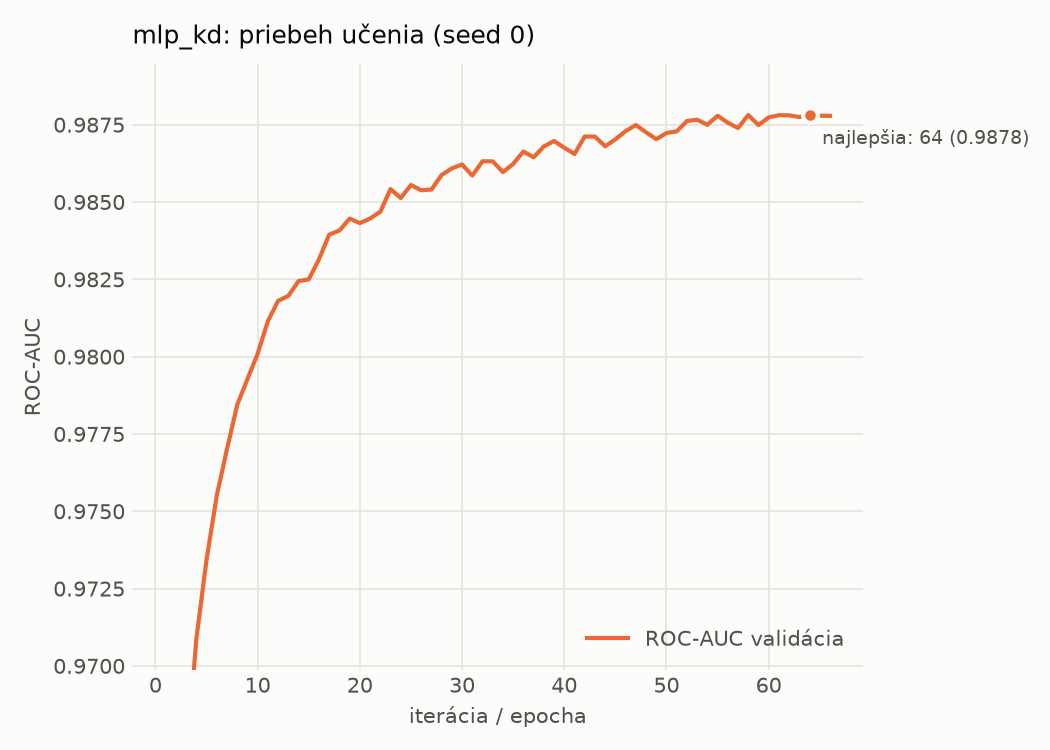 mlp_kd: priebeh učenia (seed 0)
0.9875
0.9850
0.9825
0.9800
0.9775
0.9750
0.9725
0.9700
ROC-AUC
najlepšia: 64 (0.9878)
ROC-AUC validácia
0 10 20 30 40 50 60
iterácia / epocha